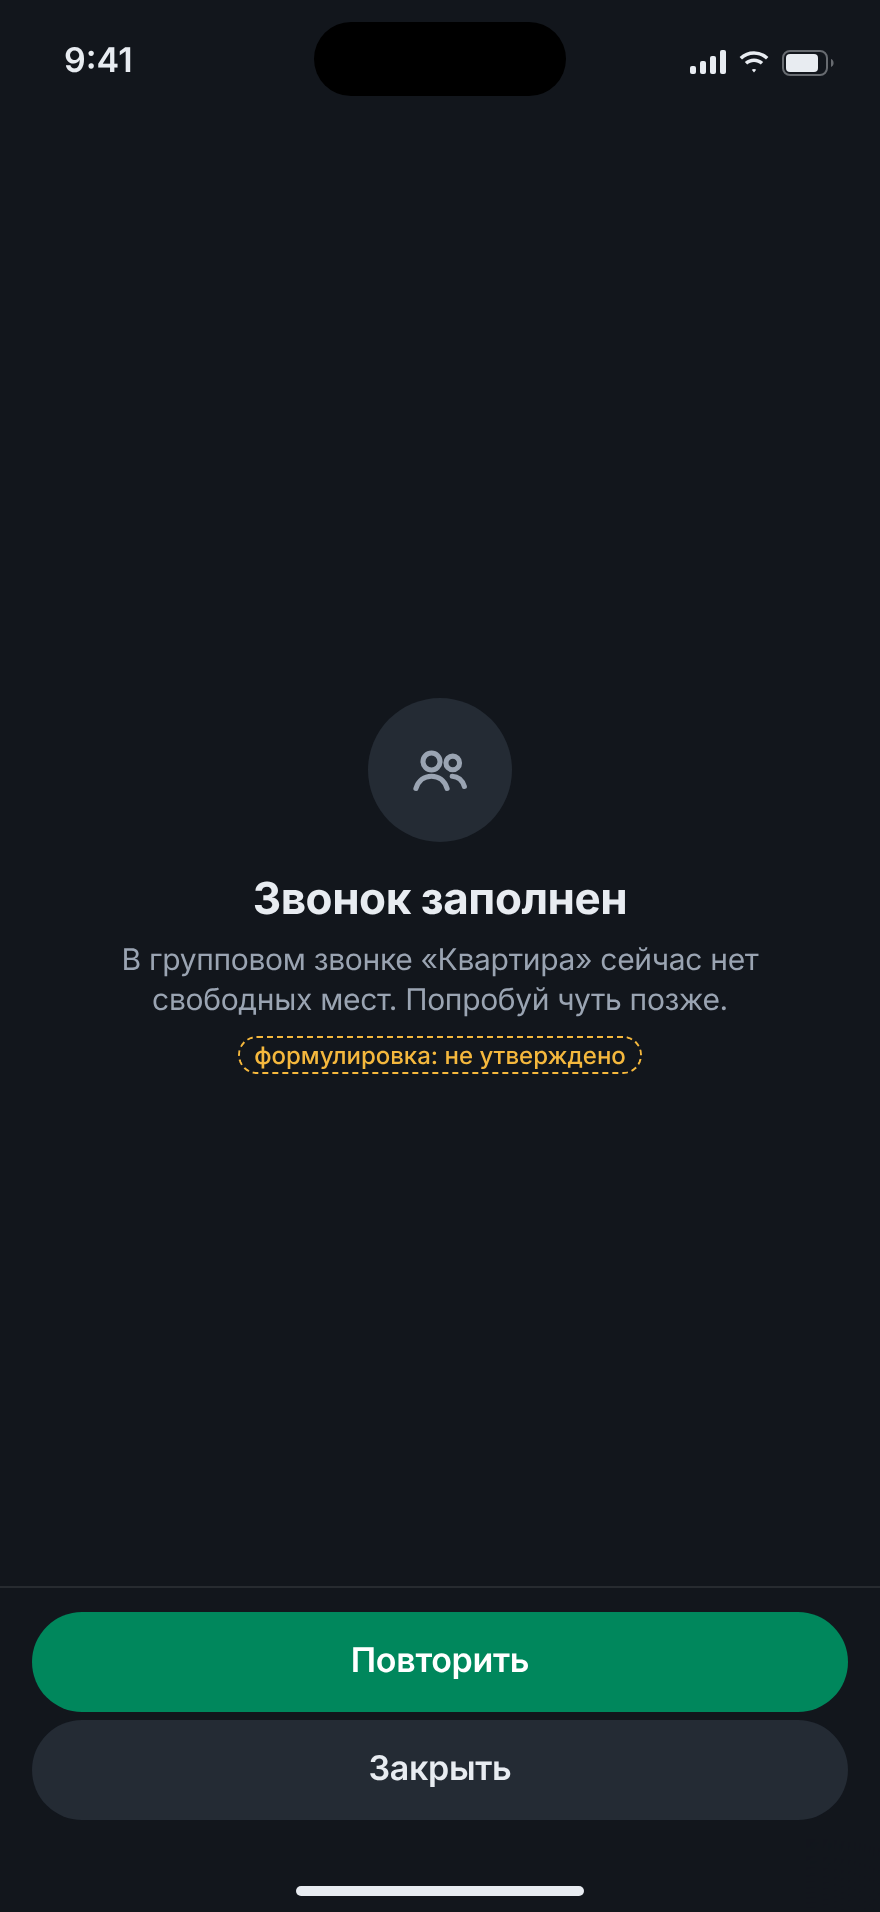 9:41
Звонок заполнен
В групповом звонке «Квартира» сейчас нет
свободных мест. Попробуй чуть позже.
формулировка: не утверждено
Повторить
Закрыть